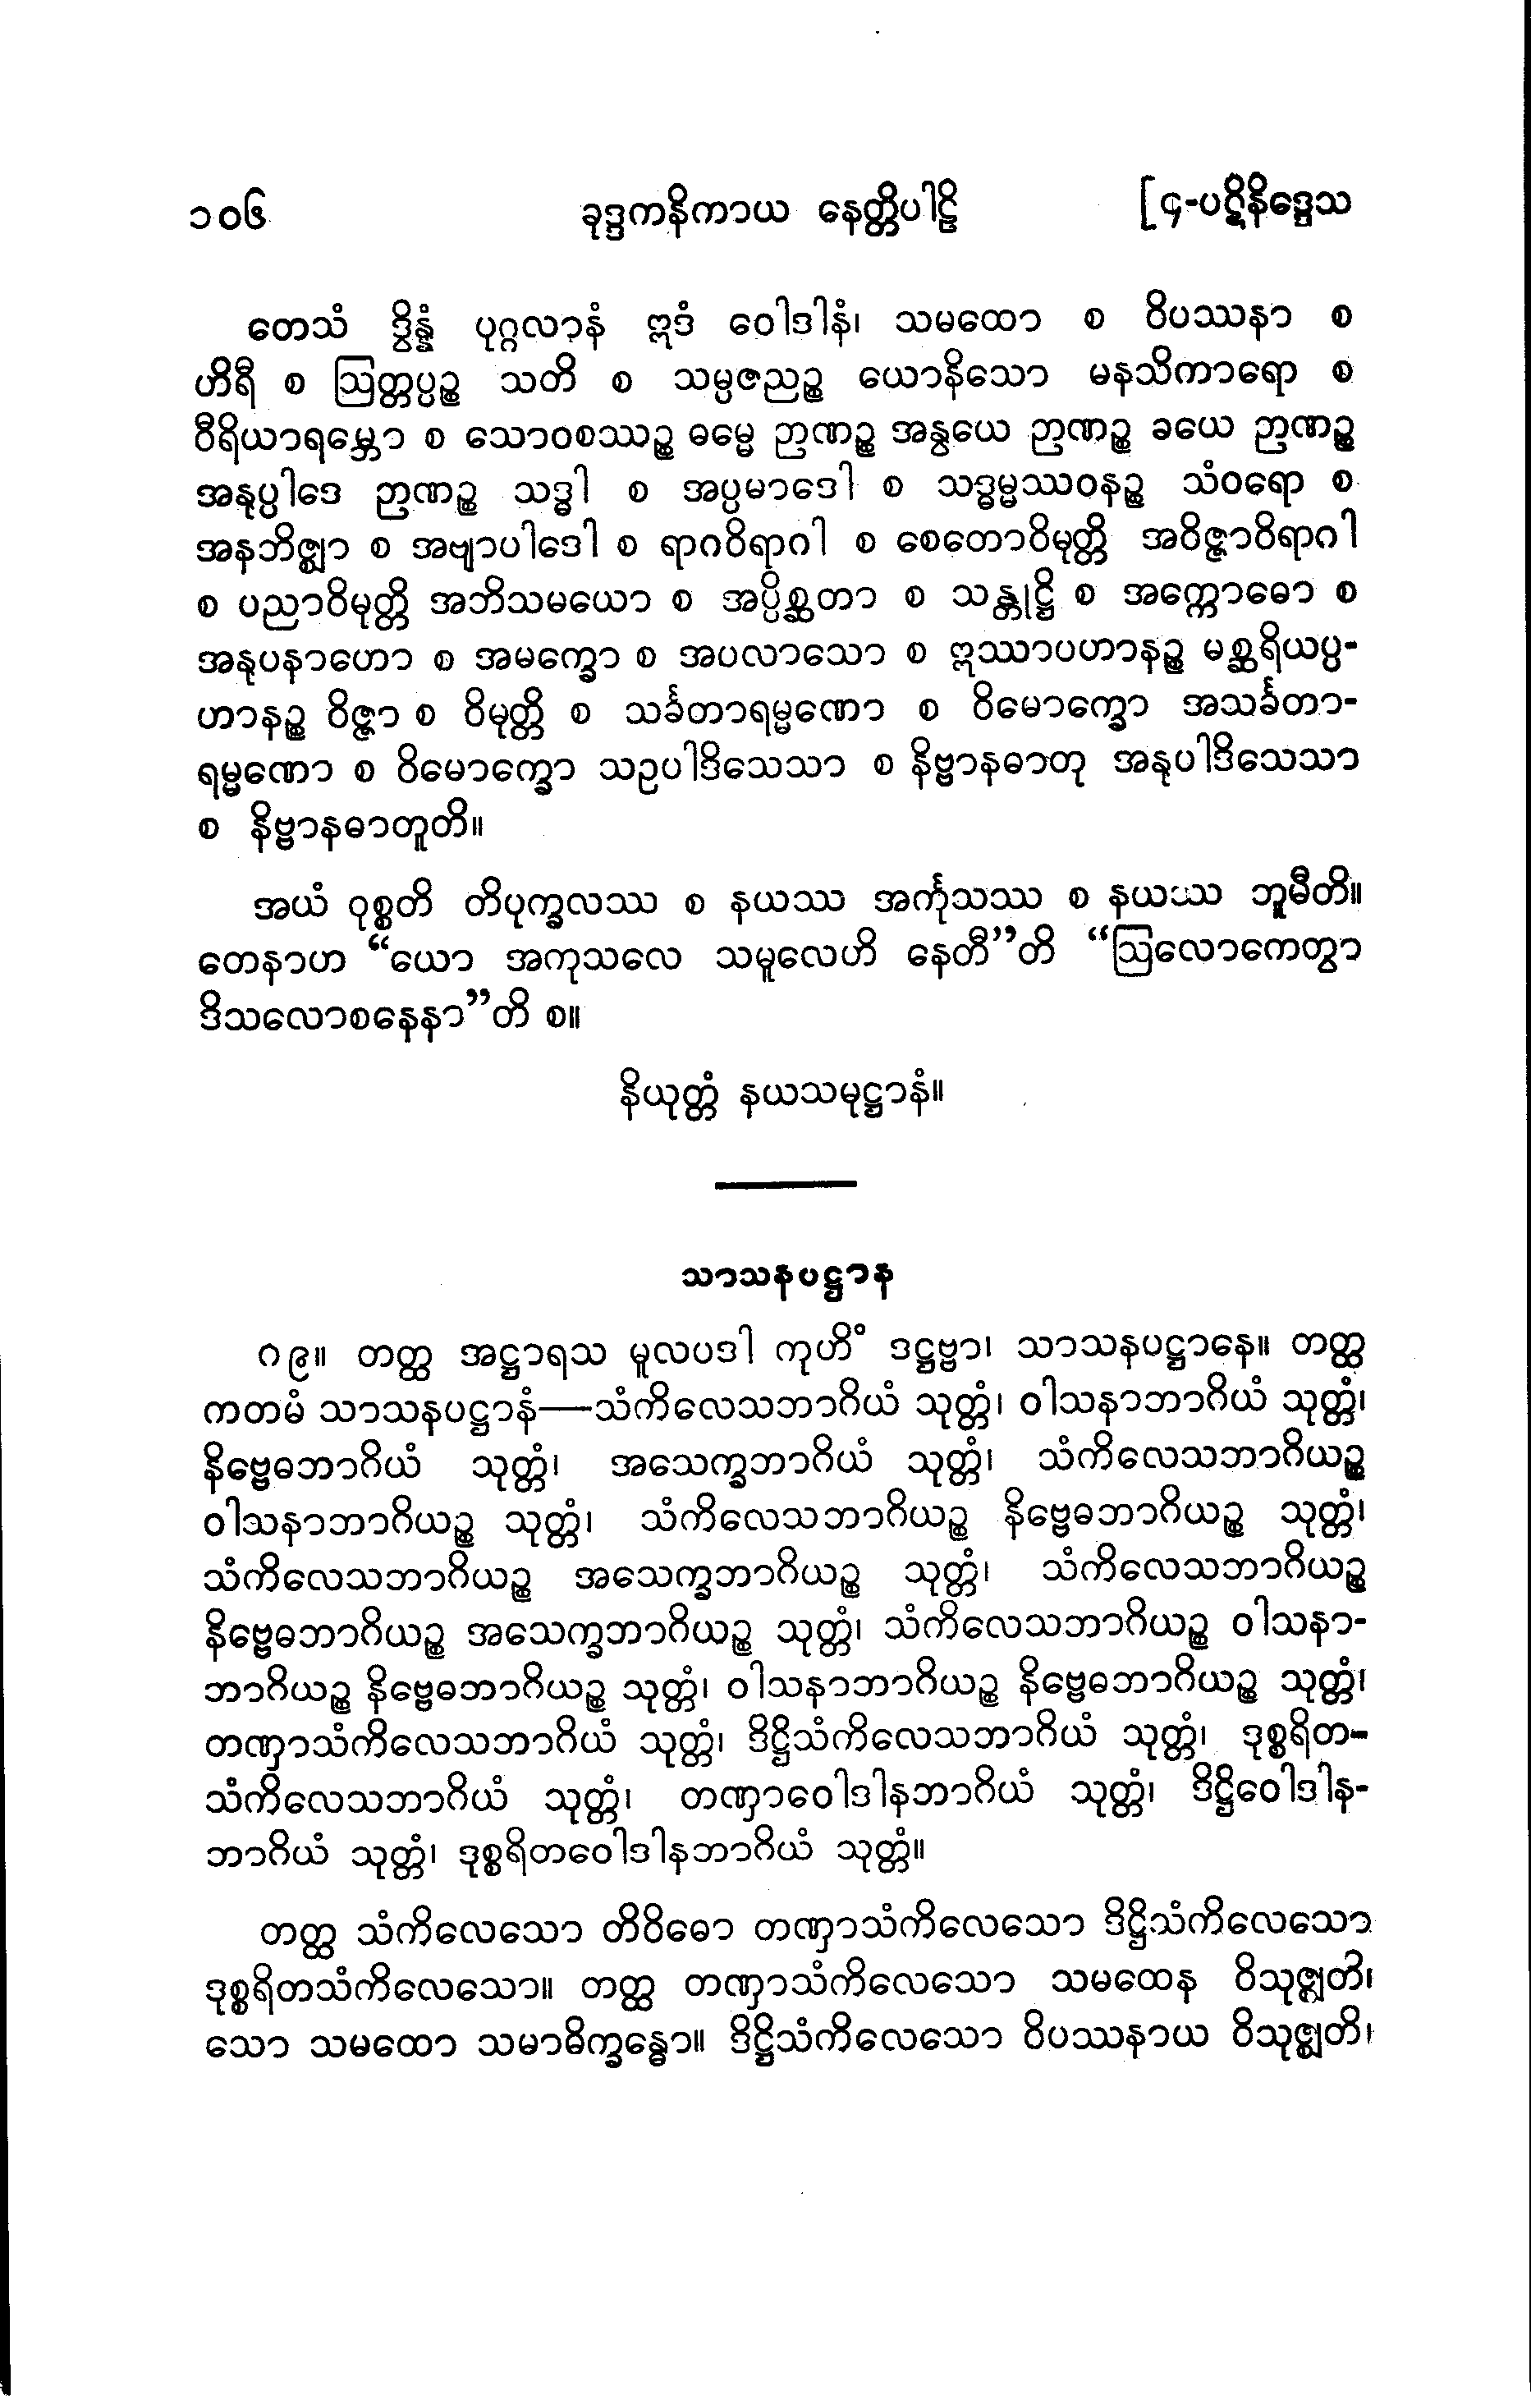 ၁၀၆ ခုဒ္ဒကနိကာယ နေတ္တိပါဠိ [၄-ပဋိနိဒ္ဒေသ
တေသံ ဒွိန္နံ ပုဂ္ဂလာနံ ဣဒံ ဝေါဒါနံ၊ သမထော စ ဝိပဿနာ စ
ဟိရီ စ ဩတ္တပ္ပဉ္စ သတိ စ သမ္ပဇညဉ္စ ယောနိသော မနသိကာရော စ
ဝီရိယာရမ္ဘော စ သောဝစဿဉ္စ ဓမ္မေ ဉာဏဉ္စ အနွယေ ဉာဏဉ္စ ခယေ ဉာဏဉ္စ
အနုပ္ပါဒေ ဉာဏဉ္စ သဒ္ဓါ စ အပ္ပမာဒေါ စ သဒ္ဓမ္မဿဝနဉ္စ သံဝရော စ
အနဘိဇ္ဈာ စ အဗျာပါဒေါ စ ရာဂဝိရာဂါ စ စေတောဝိမုတ္တိ အဝိဇ္ဇာဝိရာဂါ
စ ပညာဝိမုတ္တိ အဘိသမယော စ အပ္ပိစ္ဆတာ စ သန္တုဋ္ဌိ စ အက္ကောဓော စ
အနုပနာဟော စ အမက္ခော စ အပလာသော စ ဣဿာပဟာနဉ္စ မစ္ဆရိယပ္ပ-
ဟာနဉ္စ ဝိဇ္ဇာ စ ဝိမုတ္တိ စ သင်္ခတာရမ္မဏော စ ဝိမောက္ခော အသင်္ခတာ-
ရမ္မဏော စ ဝိမောက္ခော သဥပါဒိသေသာ စ နိဗ္ဗာနဓာတု အနုပါဒိသေသာ
စ နိဗ္ဗာနဓာတူတိ။
အယံ ဝုစ္စတိ တိပုက္ခလဿ စ နယဿ အင်္ကုသဿ စ နယဿ ဘူမီတိ။
တေနာဟ “ယော အကုသလေ သမူလေဟိ နေတီ”တိ “ဩလောကေတွာ
ဒိသလောစနေနာ”တိ စ။
နိယုတ္တံ နယသမုဋ္ဌာနံ။
သာသနပဋ္ဌာန
၈၉။ တတ္ထ အဋ္ဌာရသ မူလပဒါ ကုဟိံ ဒဋ္ဌဗ္ဗာ၊ သာသနပဋ္ဌာနေ။ တတ္ထ
ကတမံ သာသနပဋ္ဌာနံ—သံကိလေသဘာဂိယံ သုတ္တံ၊ ဝါသနာဘာဂိယံ သုတ္တံ၊
နိဗ္ဗေဓဘာဂိယံ သုတ္တံ၊ အသေက္ခဘာဂိယံ သုတ္တံ၊ သံကိလေသဘာဂိယဉ္စ
ဝါသနာဘာဂိယဉ္စ သုတ္တံ၊ သံကိလေသဘာဂိယဉ္စ နိဗ္ဗေဓဘာဂိယဉ္စ သုတ္တံ၊
သံကိလေသဘာဂိယဉ္စ အသေက္ခဘာဂိယဉ္စ သုတ္တံ၊ သံကိလေသဘာဂိယဉ္စ
နိဗ္ဗေဓဘာဂိယဉ္စ အသေက္ခဘာဂိယဉ္စ သုတ္တံ၊ သံကိလေသဘာဂိယဉ္စ ဝါသနာ-
ဘာဂိယဉ္စ နိဗ္ဗေဓဘာဂိယဉ္စ သုတ္တံ၊ ဝါသနာဘာဂိယဉ္စ နိဗ္ဗေဓဘာဂိယဉ္စ သုတ္တံ၊
တဏှာသံကိလေသဘာဂိယံ သုတ္တံ၊ ဒိဋ္ဌိသံကိလေသဘာဂိယံ သုတ္တံ၊ ဒုစ္စရိတ-
သံကိလေသဘာဂိယံ သုတ္တံ၊ တဏှာဝေါဒါနဘာဂိယံ သုတ္တံ၊ ဒိဋ္ဌိဝေါဒါန-
ဘာဂိယံ သုတ္တံ၊ ဒုစ္စရိတဝေါဒါနဘာဂိယံ သုတ္တံ။
တတ္ထ သံကိလေသော တိဝိဓော တဏှာသံကိလေသော ဒိဋ္ဌိသံကိလေသော
ဒုစ္စရိတသံကိလေသော။ တတ္ထ တဏှာသံကိလေသော သမထေန ဝိသုဇ္ဈတိ၊
သော သမထော သမာဓိက္ခန္ဓော။ ဒိဋ္ဌိသံကိလေသော ဝိပဿနာယ ဝိသုဇ္ဈတိ၊